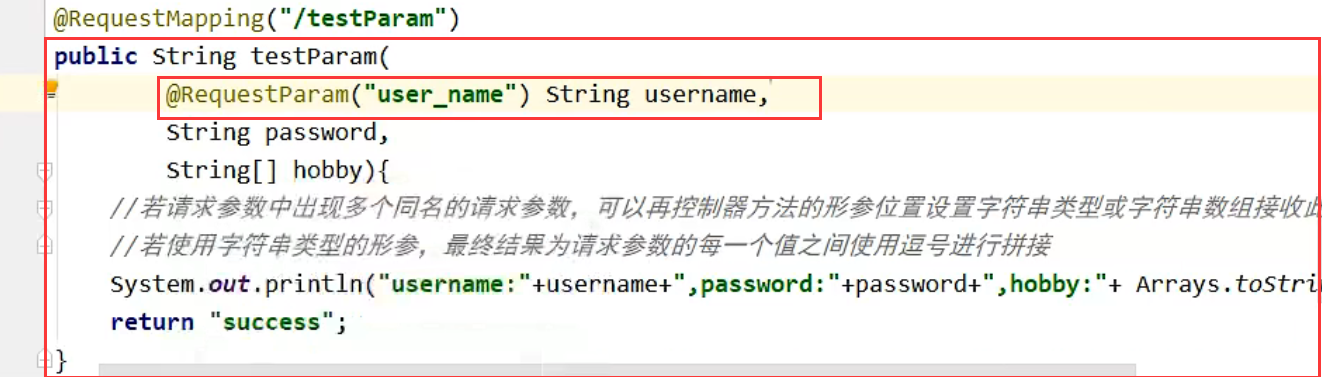 @RequestMapping("/testParam")
public String testParam(
@RequestParam("user_name") String username,
String password,
String[] hobby){
//若请求参数中出现多个同名的请求参数，可以再控制器方法的形参位置设置字符串类型或字符串数组接收此
//若使用字符串类型的形参，最终结果为请求参数的每一个值之间使用逗号进行拼接
System.out.println("username:"+username+",password:"+password+",hobby:"+ Arrays.toStrin
return "success";
}